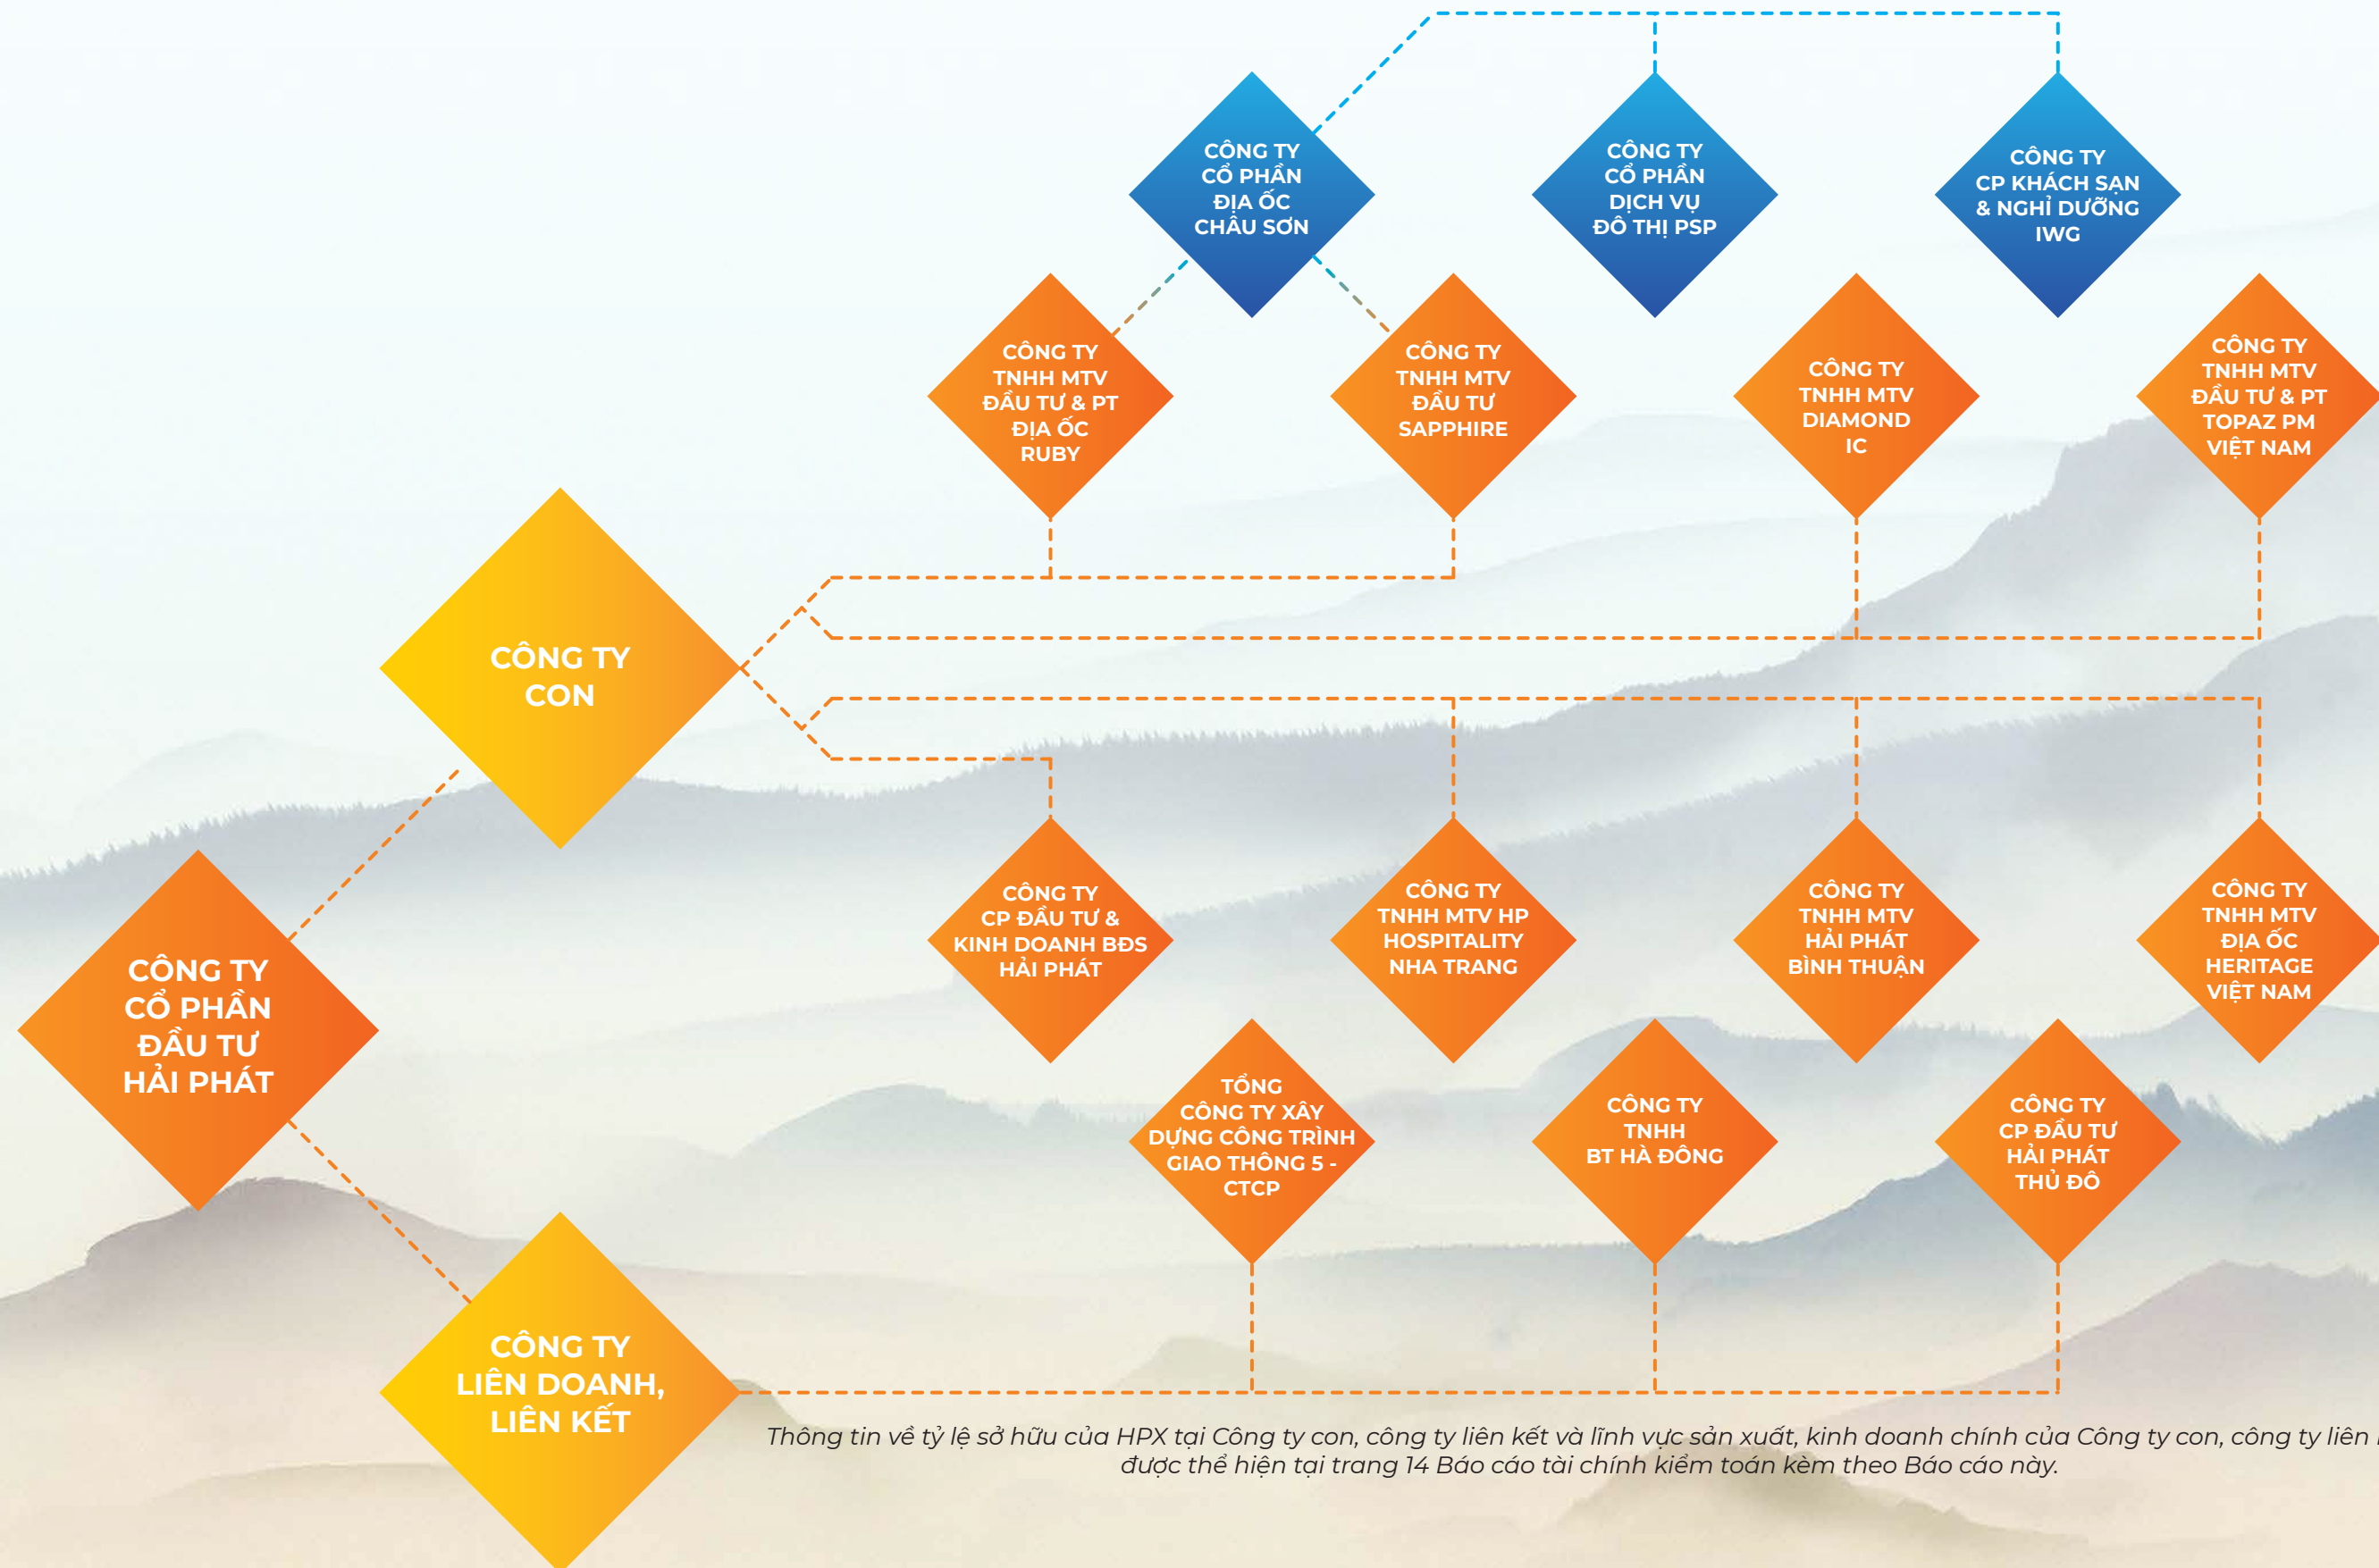 CÔNG TY
CỔ PHẦN
ĐỊA ỐC
CHÂU SƠN
CÔNG TY
CỔ PHẦN
DỊCH VỤ
ĐÔ THỊ PSP
CÔNG TY
CP KHÁCH SẠN
& NGHỈ DƯỠNG
IWG
CÔNG TY
TNHH MTV
ĐẦU TƯ & PT
ĐỊA ỐC
RUBY
CÔNG TY
TNHH MTV
ĐẦU TƯ
SAPPHIRE
CÔNG TY
TNHH MTV
DIAMOND
IC
CÔNG TY
TNHH MTV
ĐẦU TƯ & PT
TOPAZ PM
VIỆT NAM
CÔNG TY
CON
CÔNG TY
CP ĐẦU TƯ &
KINH DOANH BĐS
HẢI PHÁT
CÔNG TY
TNHH MTV HP
HOSPITALITY
NHA TRANG
CÔNG TY
TNHH MTV
HẢI PHÁT
BÌNH THUẬN
CÔNG TY
TNHH MTV
ĐỊA ỐC
HERITAGE
VIỆT NAM
CÔNG TY
CỔ PHẦN
ĐẦU TƯ
HẢI PHÁT
TỔNG
CÔNG TY XÂY
DỰNG CÔNG TRÌNH
GIAO THÔNG 5 -
CTCP
CÔNG TY
TNHH
BT HÀ ĐÔNG
CÔNG TY
CP ĐẦU TƯ
HẢI PHÁT
THỦ ĐÔ
CÔNG TY
LIÊN DOANH,
LIÊN KẾT
Thông tin về tỷ lệ sở hữu của HPX tại Công ty con, công ty liên kết và lĩnh vực sản xuất, kinh doanh chính của Công ty con, công ty liên
được thể hiện tại trang 14 Báo cáo tài chính kiểm toán kèm theo Báo cáo này.